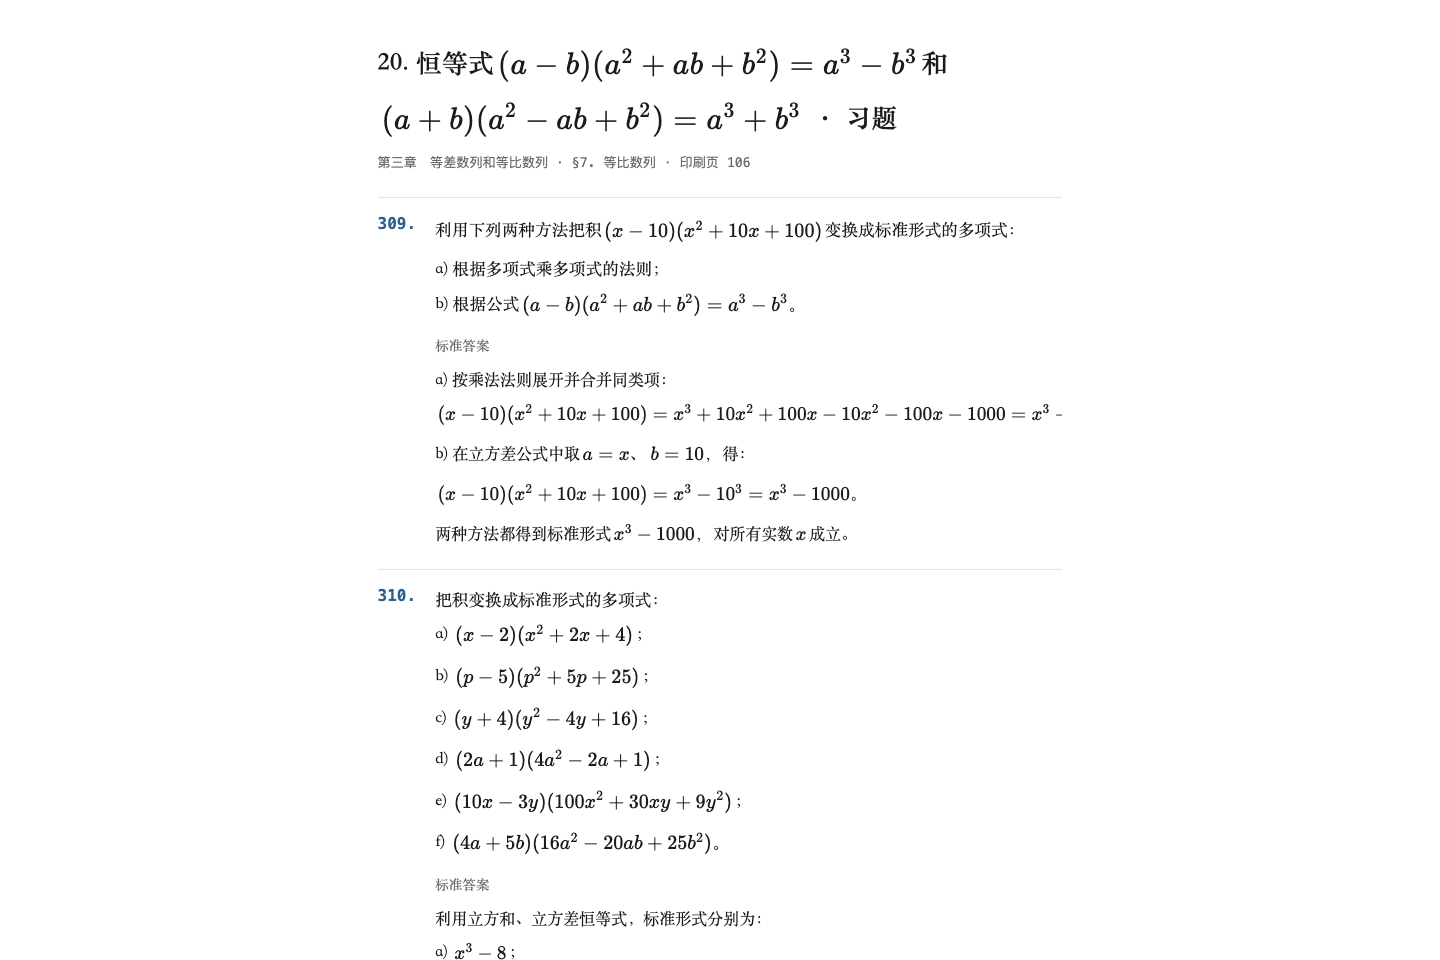 20. 恒等式(a − b)(a² + ab + b²) = a³ − b³和
(a + b)(a² − ab + b²) = a³ + b³ · 习题
第三章 等差数列和等比数列 · §7. 等比数列 · 印刷页 106
309. 利用下列两种方法把积(x − 10)(x² + 10x + 100)变换成标准形式的多项式：
a) 根据多项式乘多项式的法则；
b) 根据公式(a − b)(a² + ab + b²) = a³ − b³。
标准答案
a) 按乘法法则展开并合并同类项：
(x − 10)(x² + 10x + 100) = x³ + 10x² + 100x − 10x² − 100x − 1000 = x³ −
b) 在立方差公式中取a = x、 b = 10，得：
(x − 10)(x² + 10x + 100) = x³ − 10³ = x³ − 1000。
两种方法都得到标准形式x³ − 1000，对所有实数x成立。
310. 把积变换成标准形式的多项式：
a) (x − 2)(x² + 2x + 4)；
b) (p − 5)(p² + 5p + 25)；
c) (y + 4)(y² − 4y + 16)；
d) (2a + 1)(4a² − 2a + 1)；
e) (10x − 3y)(100x² + 30xy + 9y²)；
f) (4a + 5b)(16a² − 20ab + 25b²)。
标准答案
利用立方和、立方差恒等式，标准形式分别为：
a) x³ − 8；